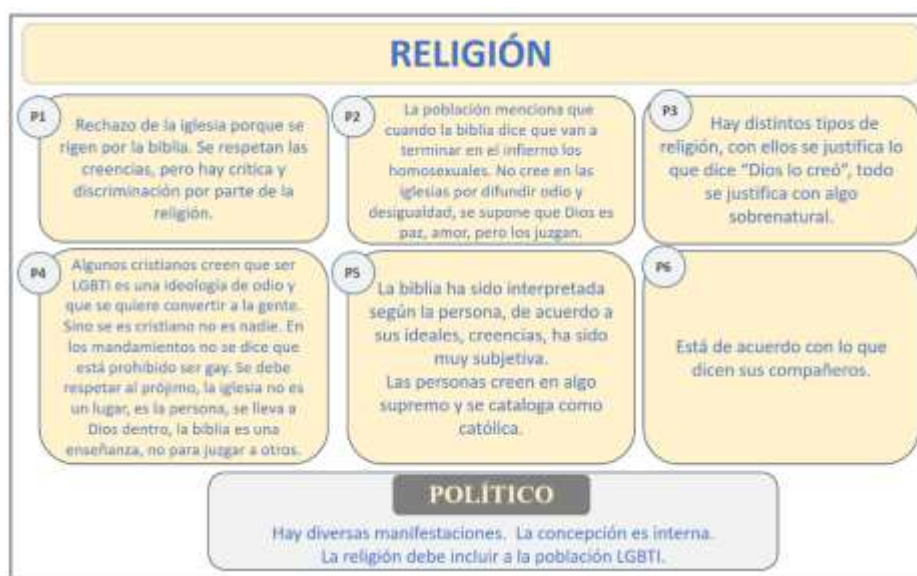 RELIGIÓN
P1
Rechazo de la iglesia porque se
rigen por la biblia. Se respetan las
creencias, pero hay crítica y
discriminación por parte de la
religión.
P2
La población menciona que
cuando la biblia dice que van a
terminar en el infierno los
homosexuales. No cree en las
iglesias por difundir odio y
desigualdad, se supone que Dios es
paz, amor, pero los juzgan.
P3
Hay distintos tipos de
religión, con ellos se justifica lo
que dice “Dios lo creó”, todo
se justifica con algo
sobrenatural.
P4
Algunos cristianos creen que ser
LGBTI es una ideología de odio y
que se quiere convertir a la gente.
Sino se es cristiano no es nadie. En
los mandamientos no se dice que
está prohibido ser gay. Se debe
respetar al prójimo, la iglesia no es
un lugar, es la persona, se lleva a
Dios dentro, la biblia es una
enseñanza, no para juzgar a otros.
P5
La biblia ha sido interpretada
según la persona, de acuerdo a
sus ideales, creencias, ha sido
muy subjetiva.
Las personas creen en algo
supremo y se cataloga como
católica.
P6
Está de acuerdo con lo que
dicen sus compañeros.
POLÍTICO
Hay diversas manifestaciones. La concepción es interna.
La religión debe incluir a la población LGBTI.